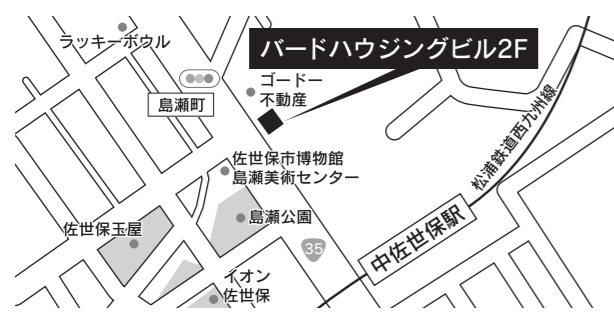 ラッキーボウル
バードハウジングビル2F
ゴードー
不動産
島瀬町
松浦鉄道西九州線
佐世保市博物館
島瀬美術センター
島瀬公園
佐世保玉屋
35
中佐世保駅
イオン
佐世保